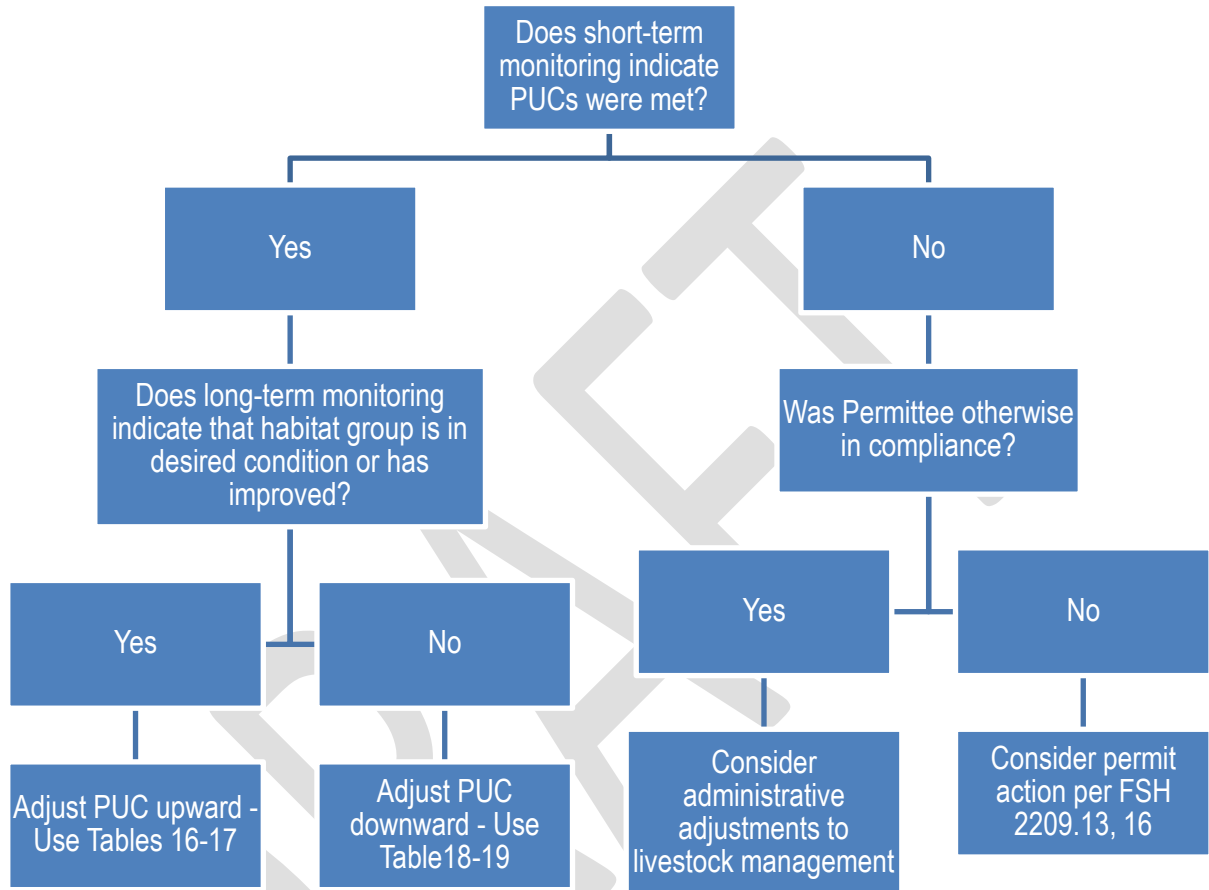 Does short-term
monitoring indicate
PUCs were met?
Yes
No
Does long-term monitoring
indicate that habitat group is in
desired condition or has
improved?
Was Permittee otherwise
in compliance?
Yes
No
Yes
No
Adjust PUC upward -
Use Tables 16-17
Adjust PUC
downward - Use
Table18-19
Consider
administrative
adjustments to
livestock management
Consider permit
action per FSH
2209.13, 16
DRAFT